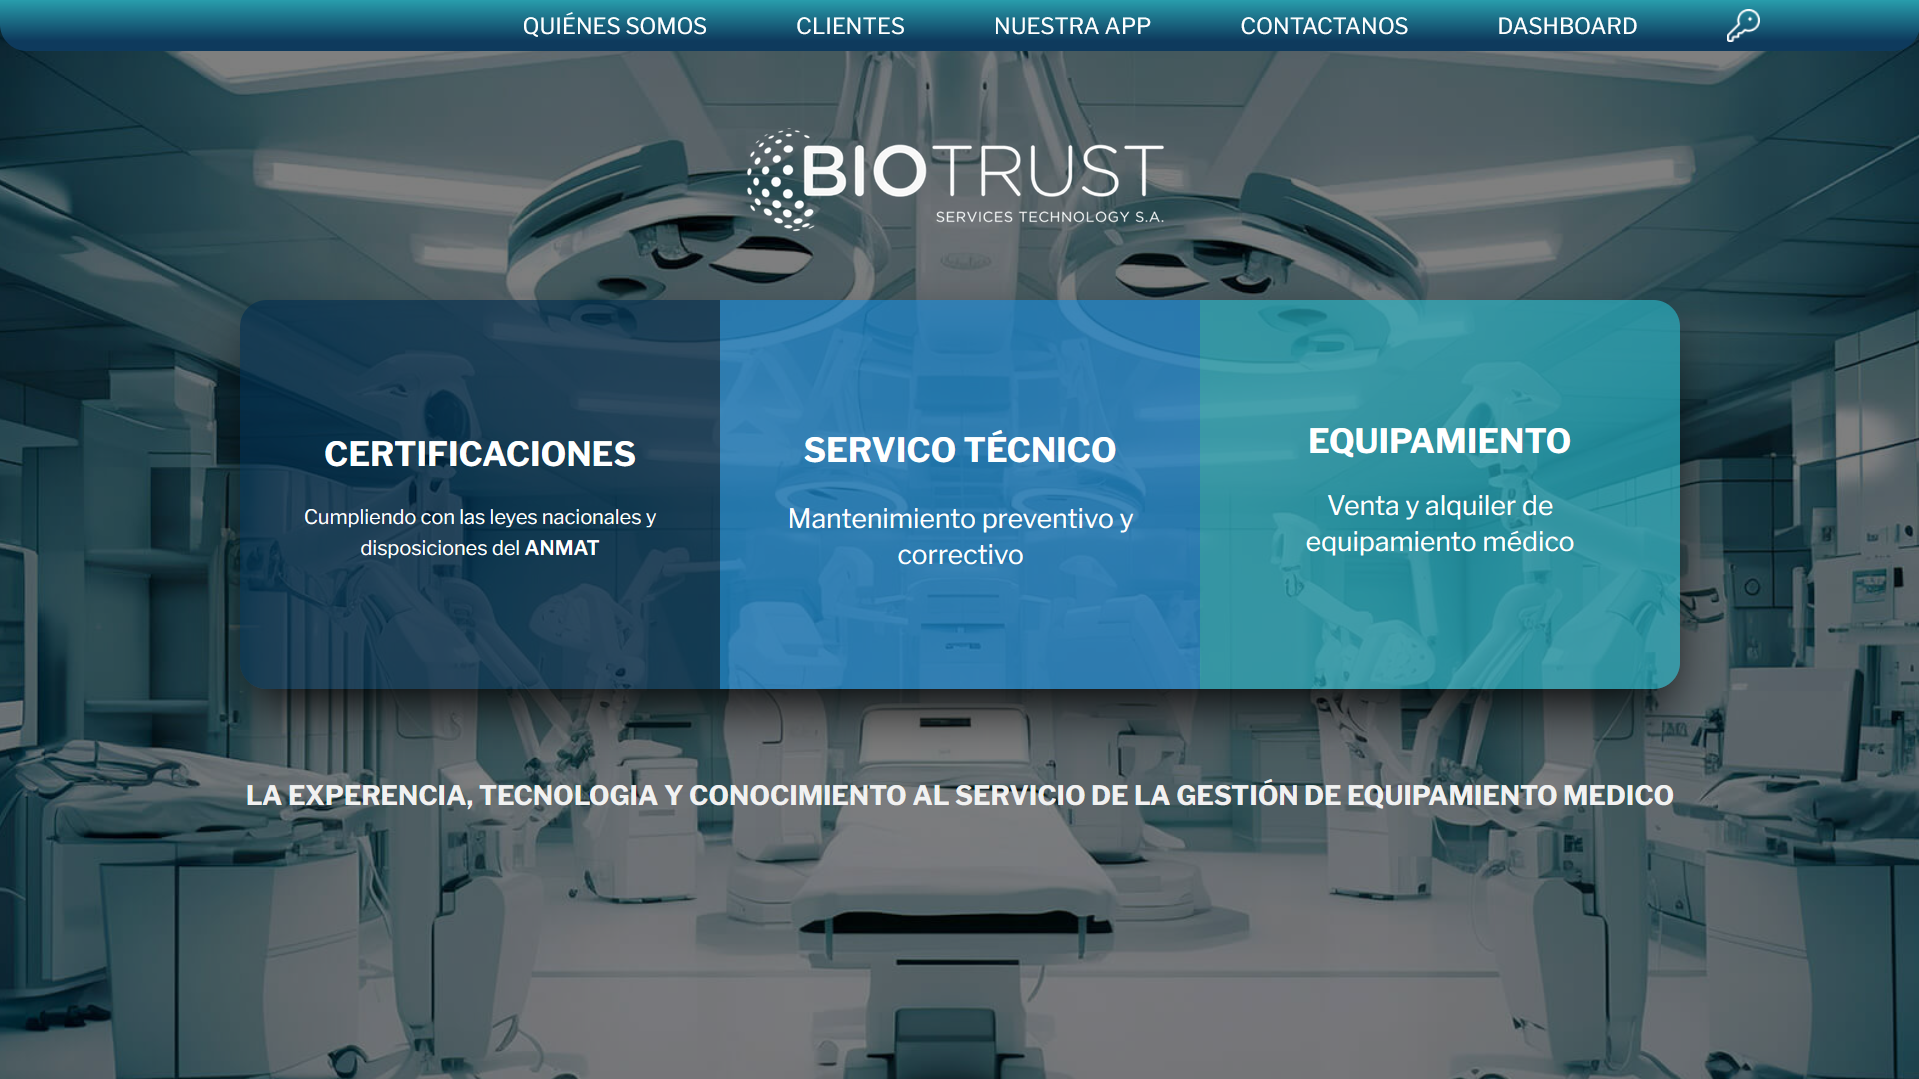 QUIÉNES SOMOS CLIENTES NUESTRA APP CONTACTANOS DASHBOARD
BIOTRUST
SERVICES TECHNOLOGY S.A.
CERTIFICACIONES
Cumpliendo con las leyes nacionales y
disposiciones del ANMAT
SERVICO TÉCNICO
Mantenimiento preventivo y
correctivo
EQUIPAMIENTO
Venta y alquiler de
equipamiento médico
LA EXPERENCIA, TECNOLOGIA Y CONOCIMIENTO AL SERVICIO DE LA GESTIÓN DE EQUIPAMIENTO MEDICO